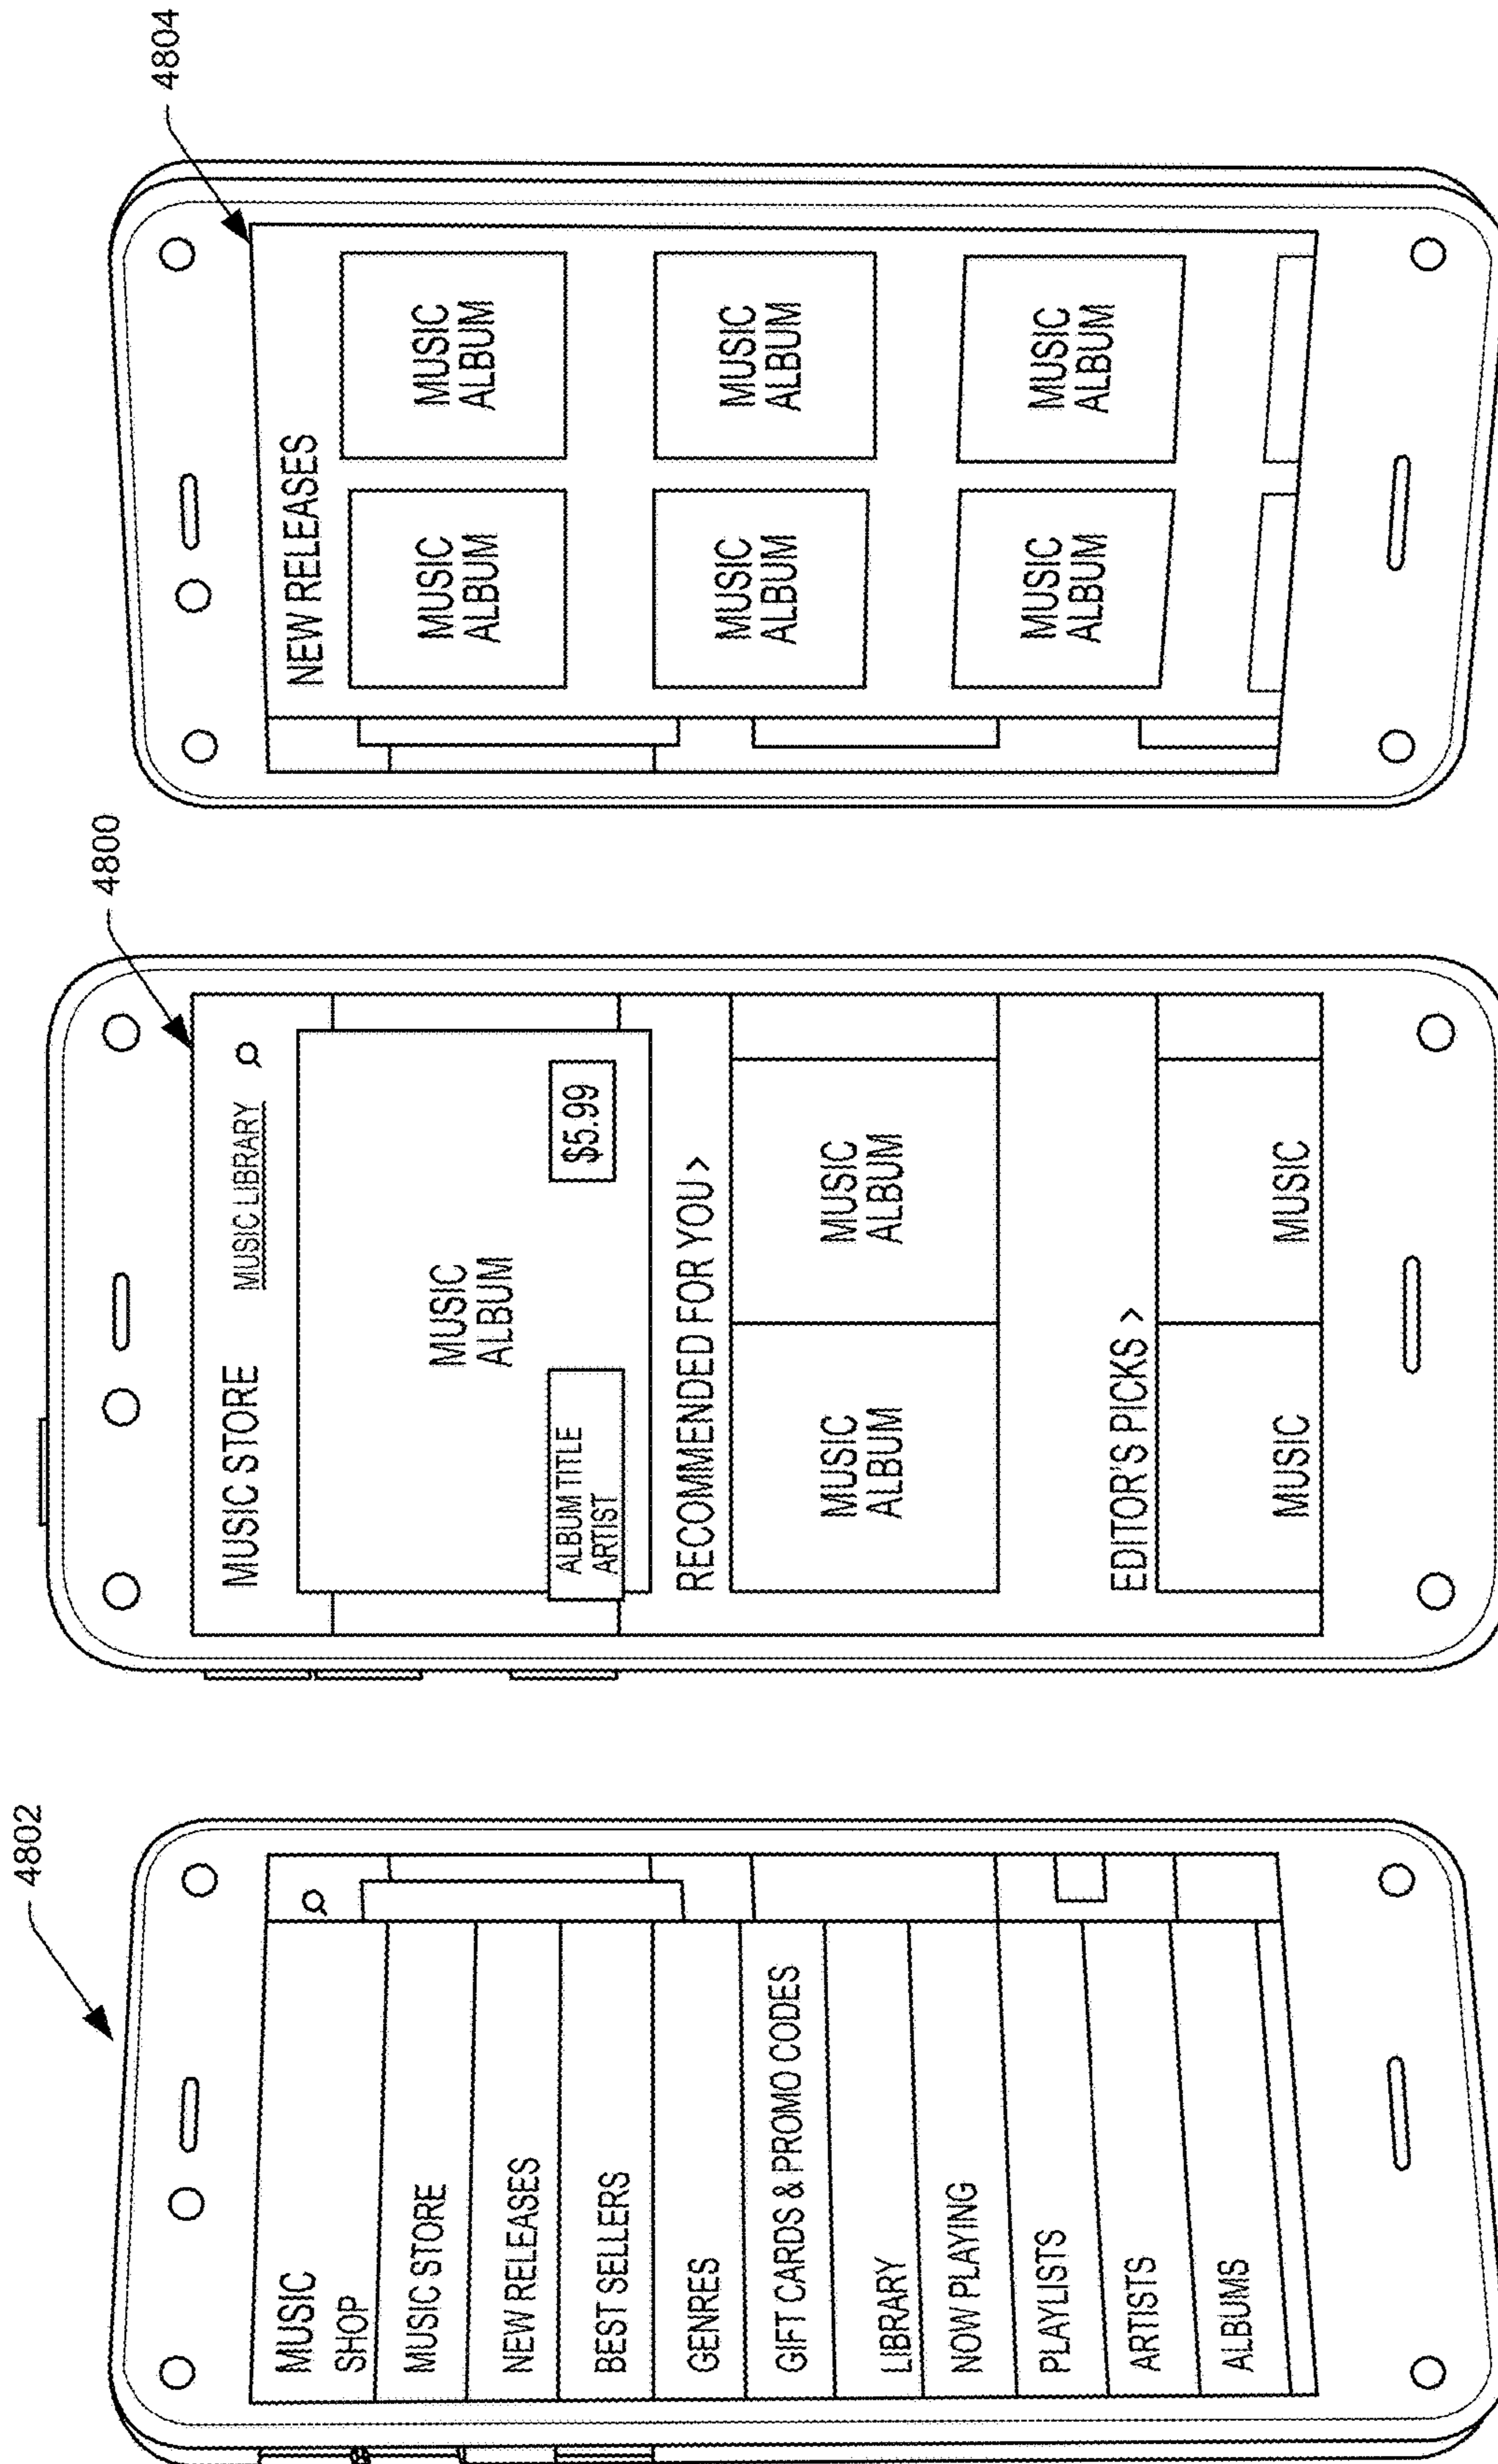 4802
MUSIC
SHOP
MUSIC STORE
NEW RELEASES
BEST SELLERS
GENRES
GIFT CARDS & PROMO CODES
LIBRARY
NOW PLAYING
PLAYLISTS
ARTISTS
ALBUMS
4800
MUSIC STORE
MUSIC LIBRARY
MUSIC
ALBUM
ALBUM TITLE
ARTIST
$5.99
RECOMMENDED FOR YOU >
MUSIC
ALBUM
MUSIC
ALBUM
EDITOR'S PICKS >
MUSIC
MUSIC
4804
NEW RELEASES
MUSIC
ALBUM
MUSIC
ALBUM
MUSIC
ALBUM
MUSIC
ALBUM
MUSIC
ALBUM
MUSIC
ALBUM